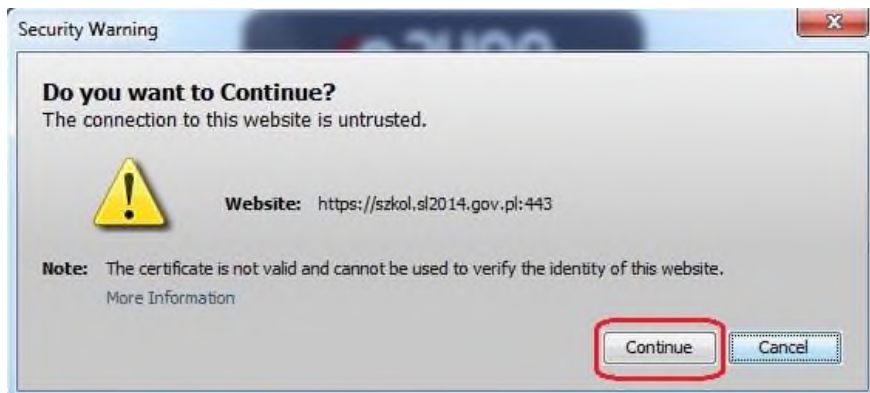 Security Warning
Do you want to Continue?
The connection to this website is untrusted.
Website: https://szkol.sl2014.gov.pl:443
Note: The certificate is not valid and cannot be used to verify the identity of this website.
More Information
Continue Cancel